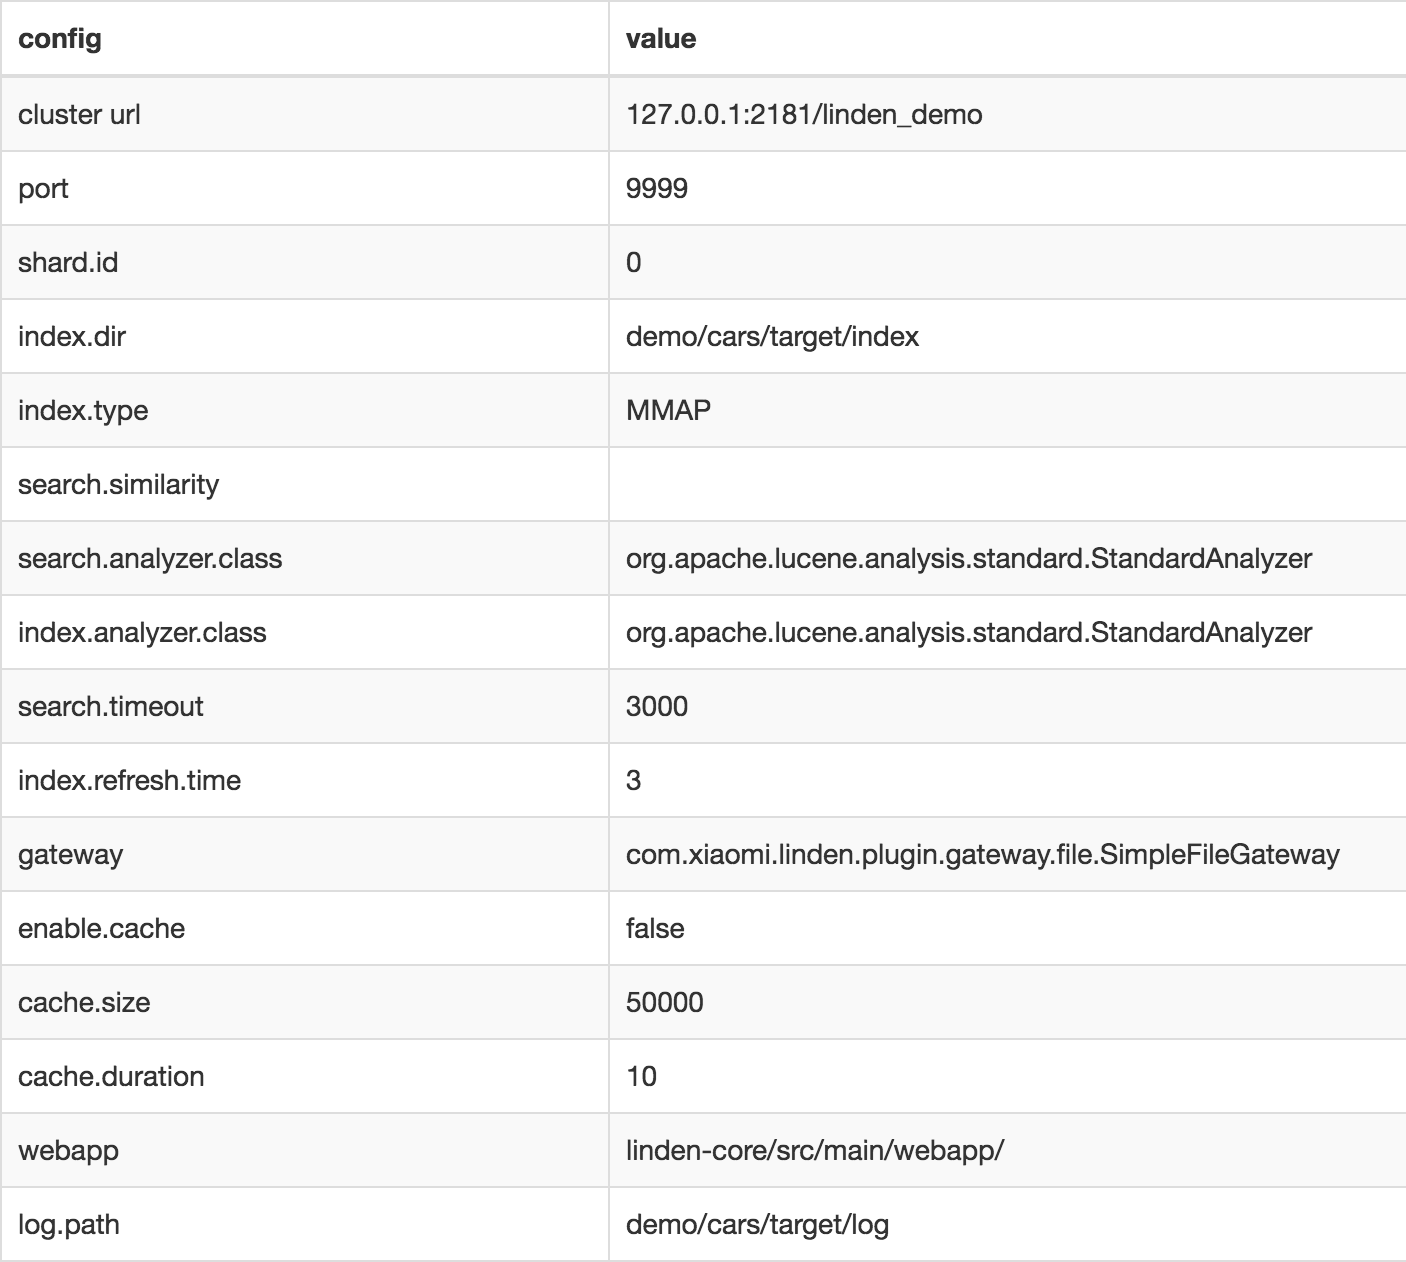 config value
cluster url 127.0.0.1:2181/linden_demo
port 9999
shard.id 0
index.dir demo/cars/target/index
index.type MMAP
search.similarity
search.analyzer.class org.apache.lucene.analysis.standard.StandardAnalyzer
index.analyzer.class org.apache.lucene.analysis.standard.StandardAnalyzer
search.timeout 3000
index.refresh.time 3
gateway com.xiaomi.linden.plugin.gateway.file.SimpleFileGateway
enable.cache false
cache.size 50000
cache.duration 10
webapp linden-core/src/main/webapp/
log.path demo/cars/target/log